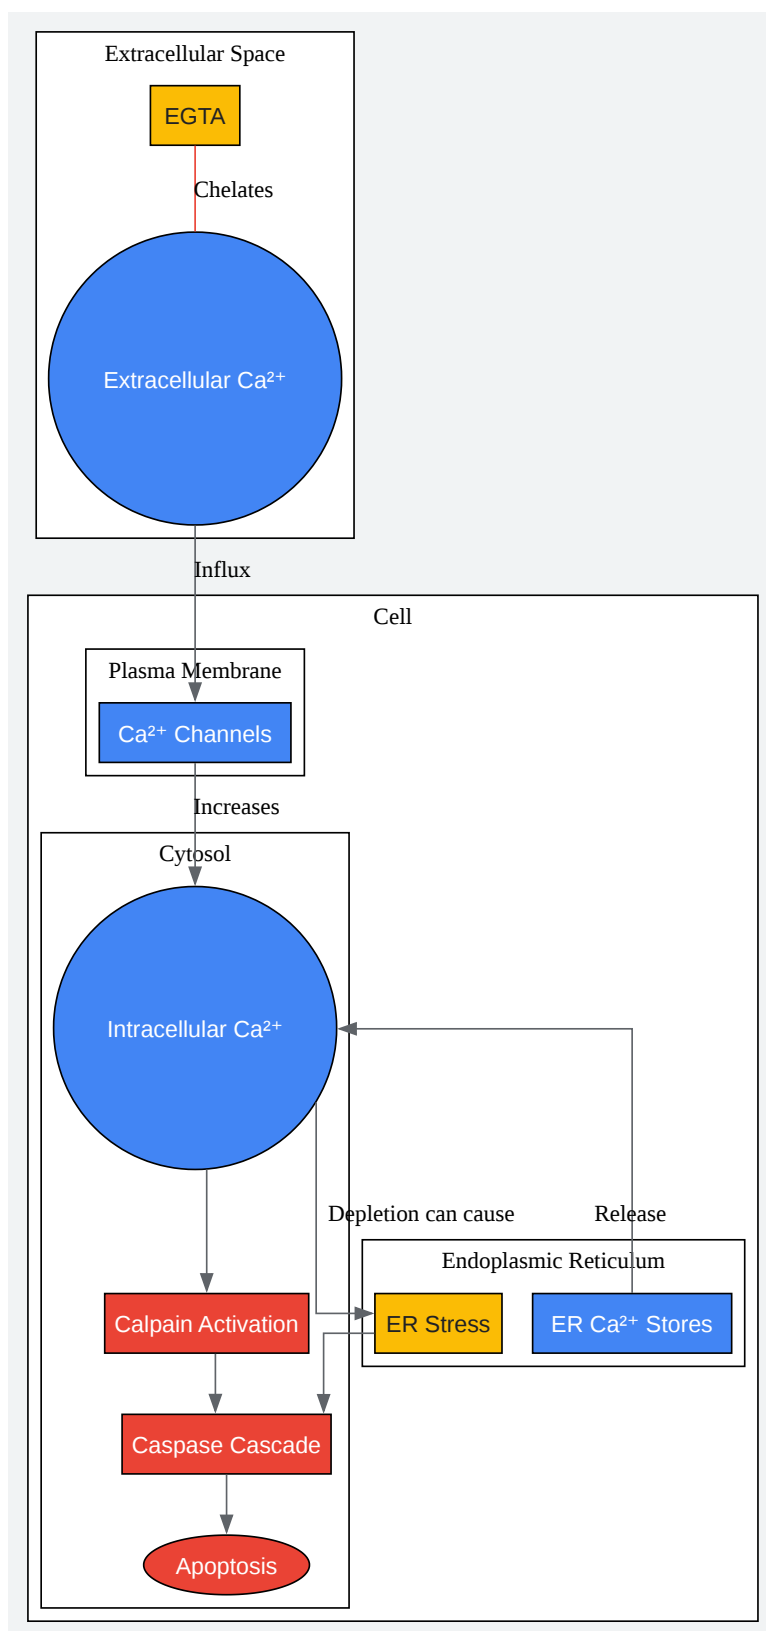 Extracellular Space
EGTA
Chelates
Extracellular Ca²⁺
Influx
Cell
Plasma Membrane
Ca²⁺ Channels
Increases
Cytosol
Intracellular Ca²⁺
Depletion can cause
Release
Endoplasmic Reticulum
Calpain Activation
ER Stress
ER Ca²⁺ Stores
Caspase Cascade
Apoptosis